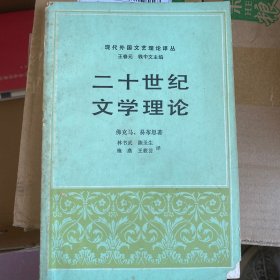 现代外国文艺理论译丛
王春元 钱中文主编
二十世纪
文学理论
佛克马、易布思著
林书武 陈圣生
施燕 王筱芸 译